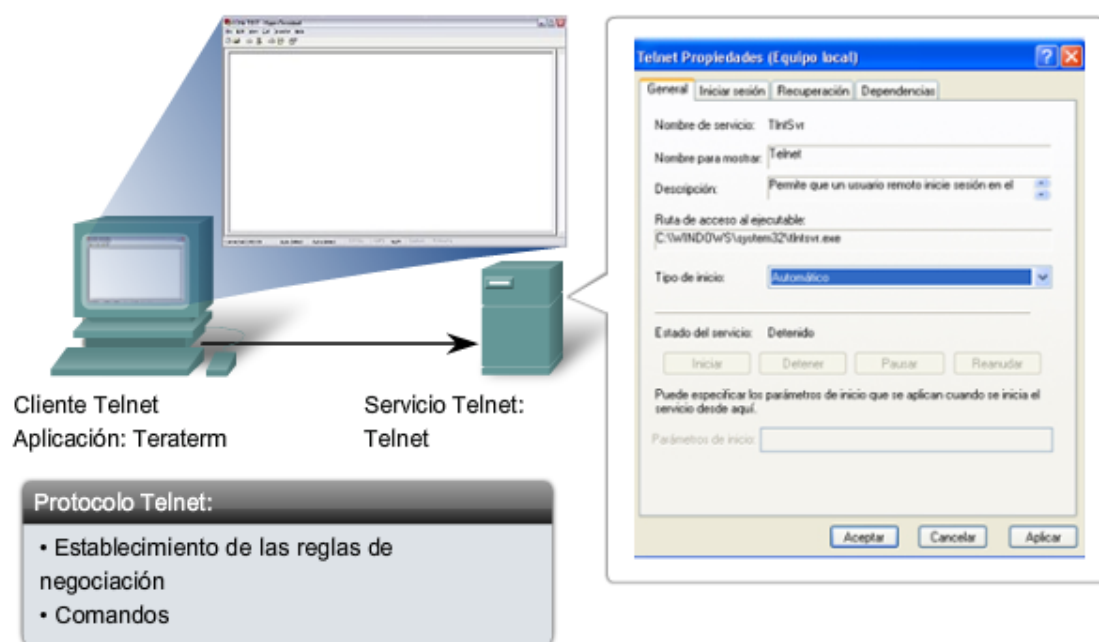 Telnet Propiedades (Equipo local)
General
Iniciar sesión
Recuperación
Dependencias
Nombre de servicio: TlntSvr
Nombre para mostrar: Telnet
Descripción: Permite que un usuario remoto inicie sesión en el
Ruta de acceso al ejecutable:
C:\WINDOWS\system32\tlntsvr.exe
Tipo de inicio: Automático
Estado del servicio: Detenido
Iniciar
Detener
Pausar
Reanudar
Puede especificar los parámetros de inicio que se aplican cuando se inicia el
servicio desde aquí.
Parámetros de inicio:
Aceptar
Cancelar
Aplicar
Cliente Telnet
Aplicación: Teraterm
Servicio Telnet:
Telnet
Protocolo Telnet:
• Establecimiento de las reglas de
negociación
• Comandos